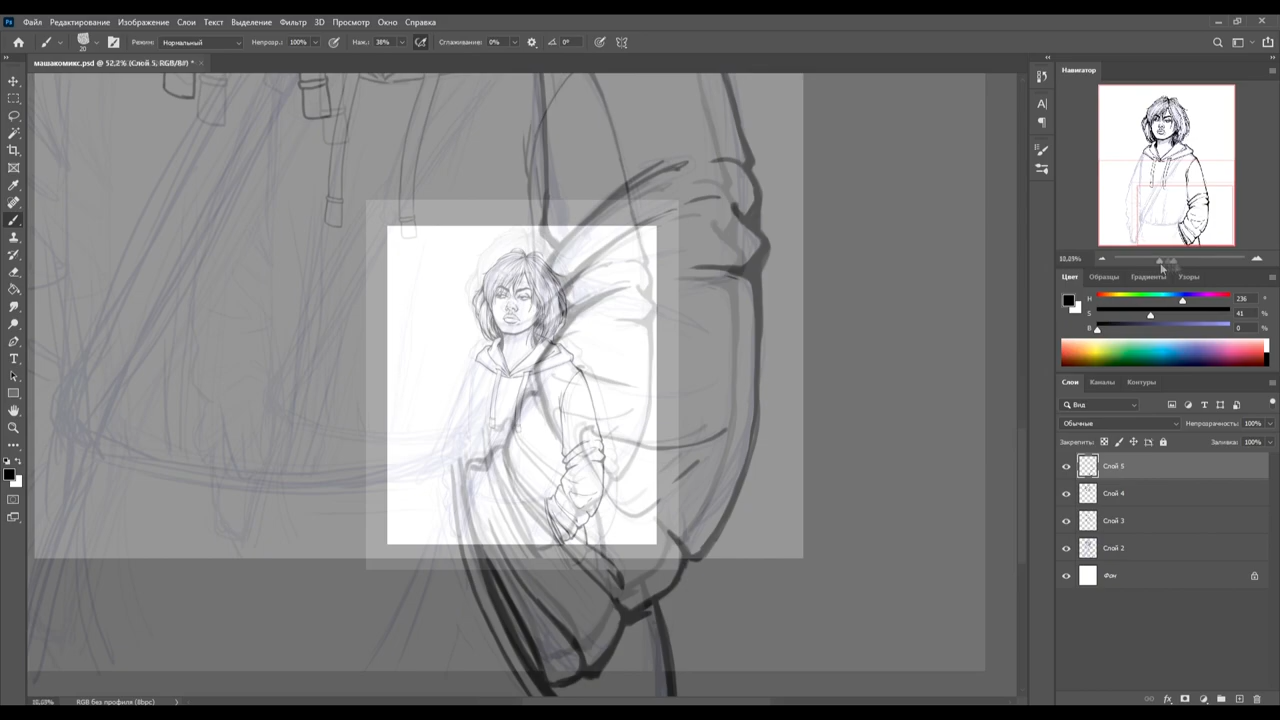 Ps Файл Редактирование Изображение Слои Текст Выделение Фильтр 3D Просмотр Окно Справка
20 Режим: Нормальный Непрозр.: 100% Наж.: 38% Сглаживание: 0% 0°
машакомикс.psd @ 52,2% (Слой 5, RGB/8#) * ×
Навигатор
Цвет Образцы Градиенты Узоры
H 236 °
S 41 %
B 0 %
Слои Каналы Контуры
Вид
Обычные Непрозрачность: 100%
Закрепить: Заливка: 100%
Слой 5
Слой 4
Слой 3
Слой 2
Фон
RGB без профиля (8bpc)